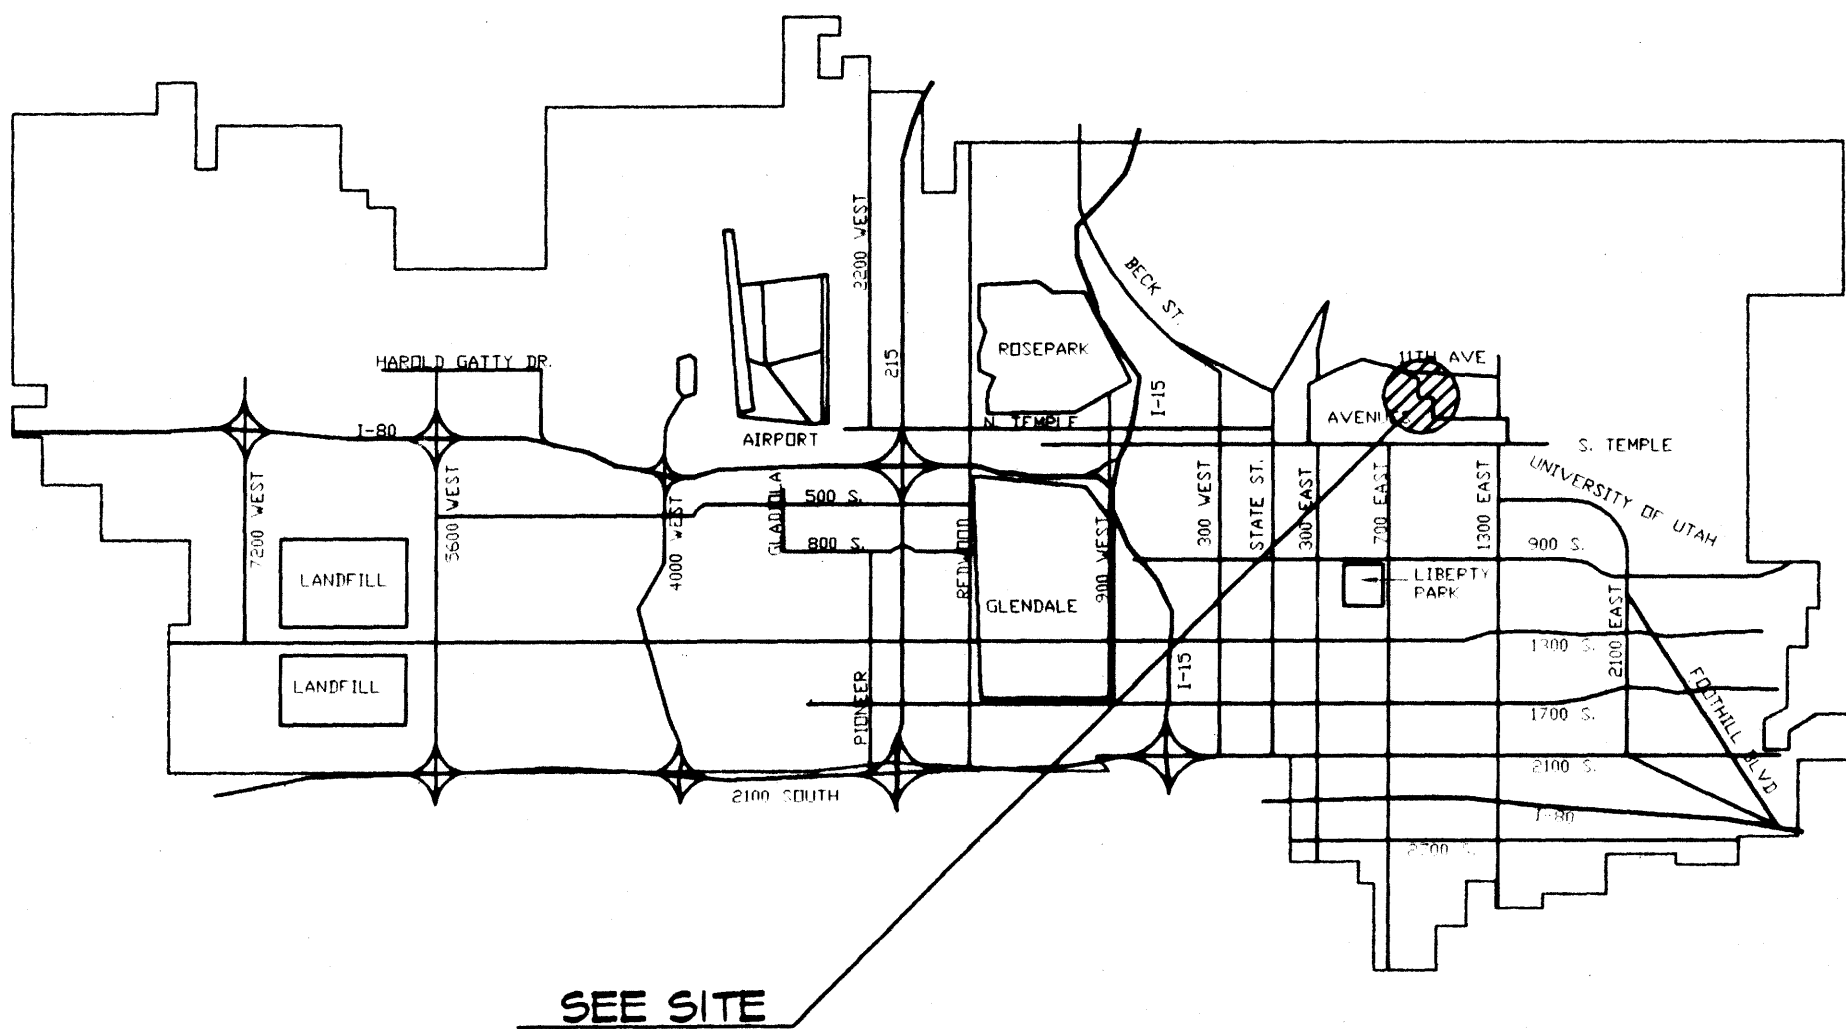 2200 WEST
BECK ST.
ROSEPARK
HAROLD GATTY DR.
215
11TH AVE
I-15
AVENUES
N. TEMPLE
I-80
AIRPORT
S. TEMPLE
UNIVERSITY OF UTAH
7200 WEST
5600 WEST
4000 WEST
GLADIOLA
500 S.
800 S.
REDWOOD
900 WEST
300 WEST
STATE ST.
300 EAST
700 EAST
1300 EAST
900 S.
LANDFILL
GLENDALE
LIBERTY
PARK
2100 EAST
1300 S.
I-15
LANDFILL
PIONEER
FOOTHILL BLVD
1700 S.
2100 S.
2100 SOUTH
I-80
SEE SITE